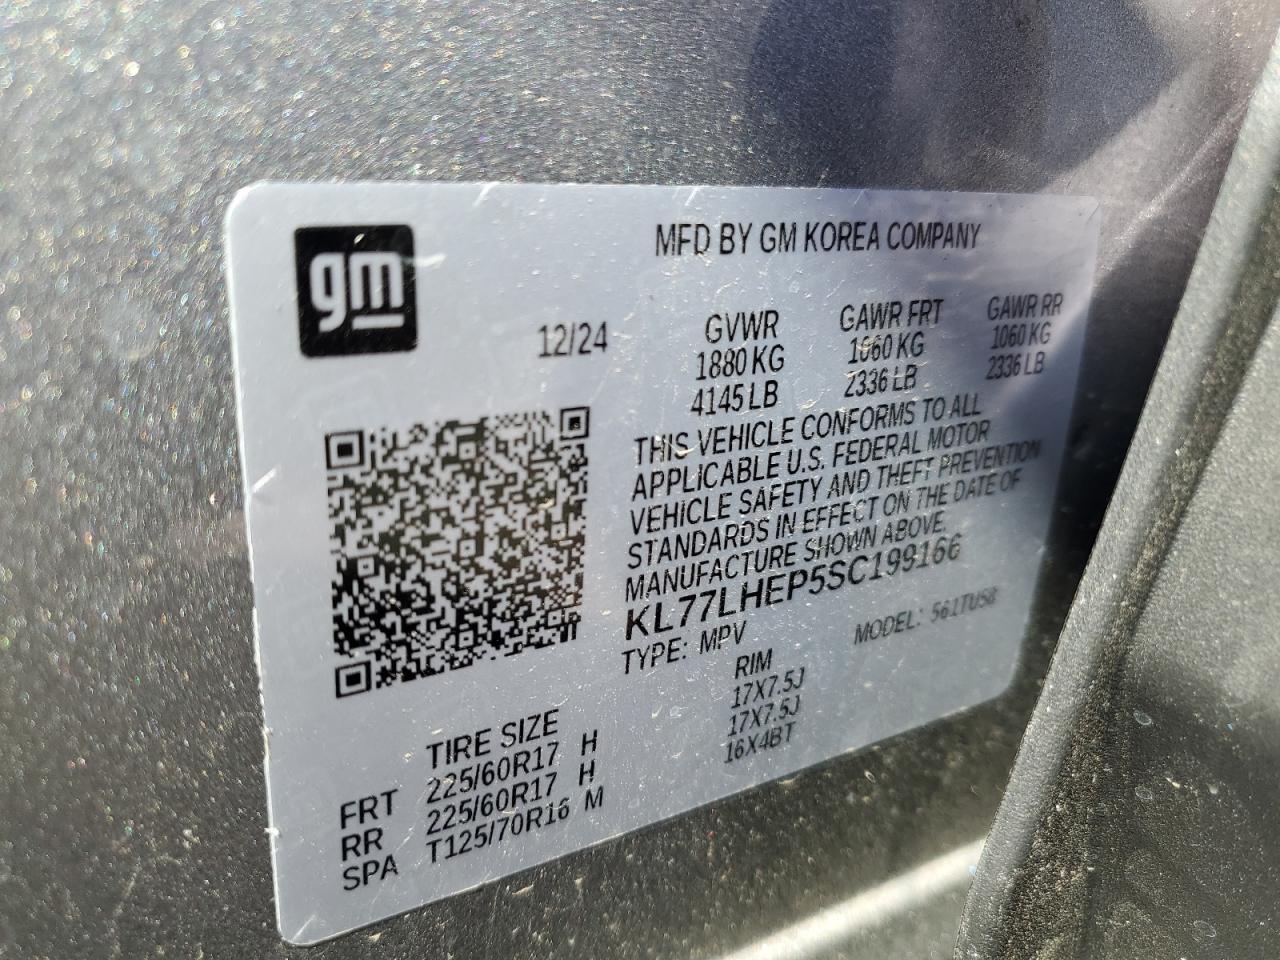 gm
MFD BY GM KOREA COMPANY
12/24
GVWR GAWR FRT GAWR RR
1880 KG 1060 KG 1060 KG
4145 LB 2336 LB 2336 LB
THIS VEHICLE CONFORMS TO ALL
APPLICABLE U.S. FEDERAL MOTOR
VEHICLE SAFETY AND THEFT PREVENTION
STANDARDS IN EFFECT ON THE DATE OF
MANUFACTURE SHOWN ABOVE.
KL77LHEP5SC199166
TYPE: MPV MODEL: 561TU58
TIRE SIZE RIM
FRT 225/60R17 H 17X7.5J
RR 225/60R17 H 17X7.5J
SPA T125/70R16 M 16X4BT